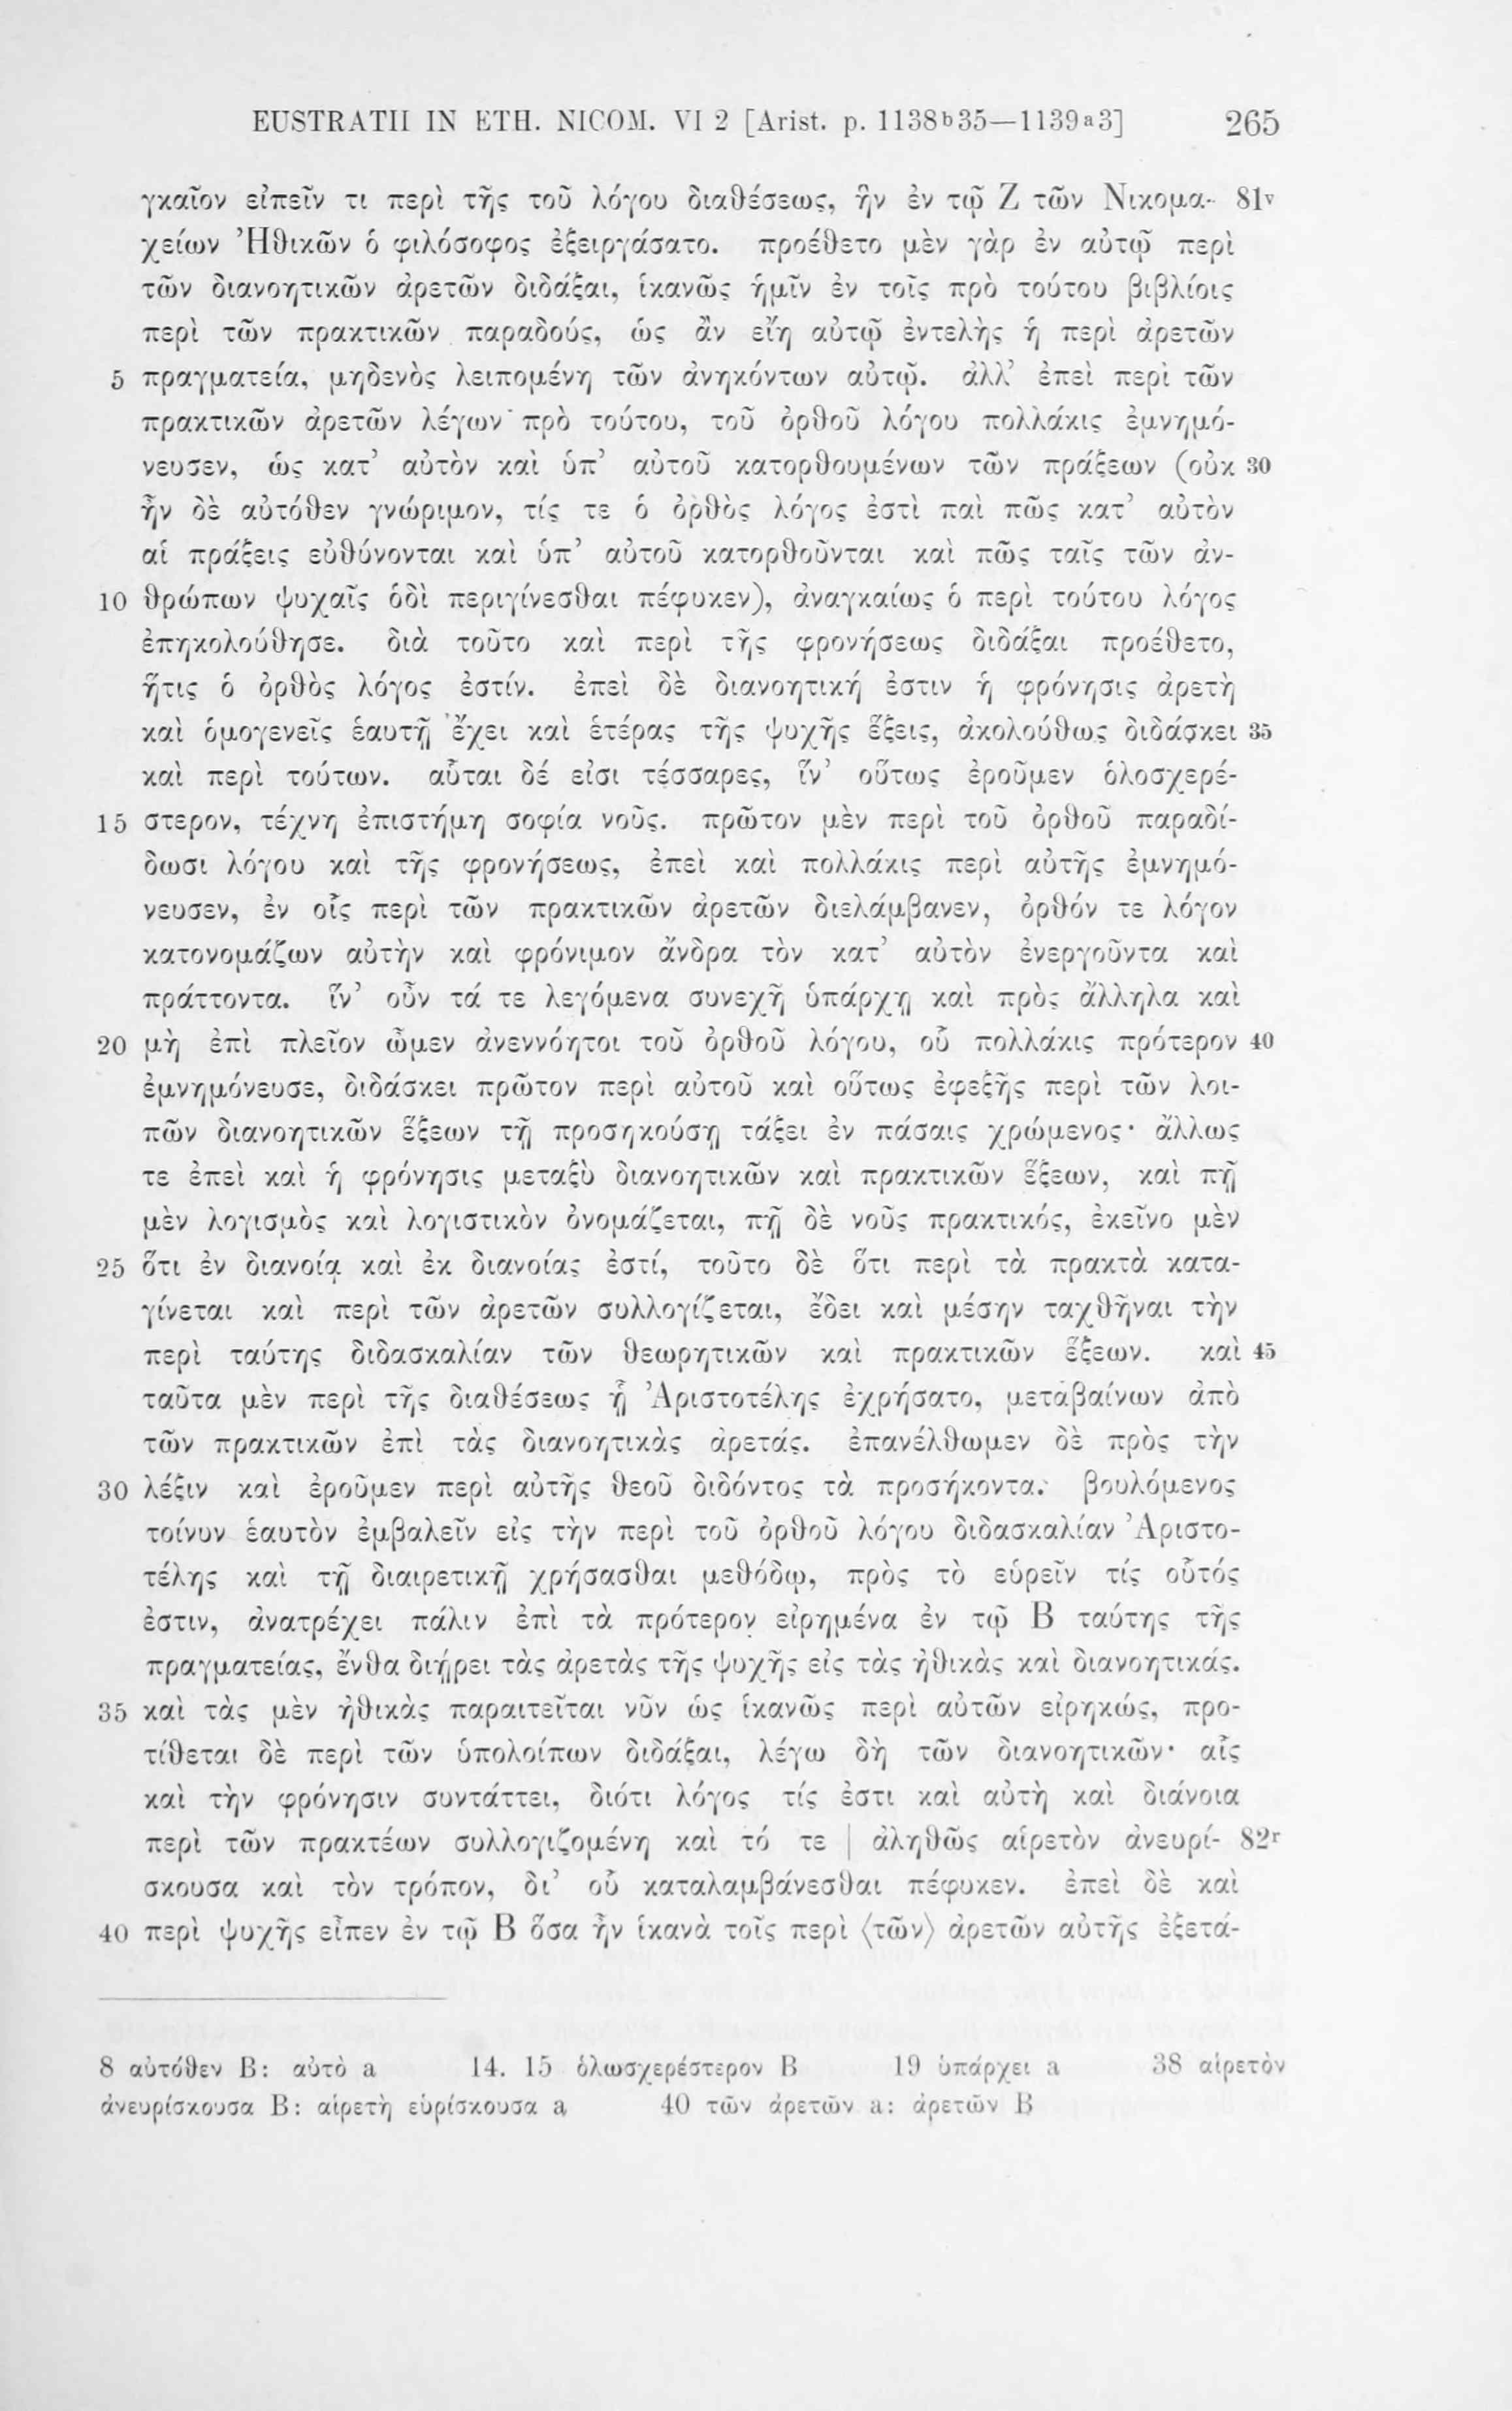 EUSTRATII IN ETH. NICOM. VI 2 [Arist. p. 1138b35—1139a3] 265
γκαῖον εἰπεῖν τι περὶ τῆς τοῦ λόγου διαθέσεως, ἣν ἐν τῷ Ζ τῶν Νικομα- 81v
χείων Ἠθικῶν ὁ φιλόσοφος ἐξειργάσατο. προέθετο μὲν γὰρ ἐν αὐτῷ περὶ
τῶν διανοητικῶν ἀρετῶν διδάξαι, ἱκανῶς ἡμῖν ἐν τοῖς πρὸ τούτου βιβλίοις
περὶ τῶν πρακτικῶν παραδούς, ὡς ἂν εἴη αὐτῷ ἐντελὴς ἡ περὶ ἀρετῶν
5 πραγματεία, μηδενὸς λειπομένη τῶν ἀνηκόντων αὐτῷ. ἀλλ’ ἐπεὶ περὶ τῶν
πρακτικῶν ἀρετῶν λέγων πρὸ τούτου, τοῦ ὀρθοῦ λόγου πολλάκις ἐμνημό-
νευσεν, ὡς κατ’ αὐτὸν καὶ ὑπ’ αὐτοῦ κατορθουμένων τῶν πράξεων (οὐκ 30
ἦν δὲ αὐτόθεν γνώριμον, τίς τε ὁ ὀρθὸς λόγος ἐστὶ παὶ πῶς κατ’ αὐτὸν
αἱ πράξεις εὐθύνονται καὶ ὑπ’ αὐτοῦ κατορθοῦνται καὶ πῶς ταῖς τῶν ἀν-
10 θρώπων ψυχαῖς ὁδὶ περιγίνεσθαι πέφυκεν), ἀναγκαίως ὁ περὶ τούτου λόγος
ἐπηκολούθησε. διὰ τοῦτο καὶ περὶ τῆς φρονήσεως διδάξαι προέθετο,
ἥτις ὁ ὀρθὸς λόγος ἐστίν. ἐπεὶ δὲ διανοητική ἐστιν ἡ φρόνησις ἀρετὴ
καὶ ὁμογενεῖς ἑαυτῇ ἔχει καὶ ἑτέρας τῆς ψυχῆς ἕξεις, ἀκολούθως διδάσκει 35
καὶ περὶ τούτων. αὗται δέ εἰσι τέσσαρες, ἵν’ οὕτως ἐροῦμεν ὁλοσχερέ-
15 στερον, τέχνη ἐπιστήμη σοφία νοῦς. πρῶτον μὲν περὶ τοῦ ὀρθοῦ παραδί-
δωσι λόγου καὶ τῆς φρονήσεως, ἐπεὶ καὶ πολλάκις περὶ αὐτῆς ἐμνημό-
νευσεν, ἐν οἷς περὶ τῶν πρακτικῶν ἀρετῶν διελάμβανεν, ὀρθόν τε λόγον
κατονομάζων αὐτὴν καὶ φρόνιμον ἄνδρα τὸν κατ’ αὐτὸν ἐνεργοῦντα καὶ
πράττοντα. ἵν’ οὖν τά τε λεγόμενα συνεχῆ ὑπάρχῃ καὶ πρὸς ἄλληλα καὶ
20 μὴ ἐπὶ πλεῖον ὦμεν ἀνεννόητοι τοῦ ὀρθοῦ λόγου, οὗ πολλάκις πρότερον 40
ἐμνημόνευσε, διδάσκει πρῶτον περὶ αὐτοῦ καὶ οὕτως ἐφεξῆς περὶ τῶν λοι-
πῶν διανοητικῶν ἕξεων τῇ προσηκούσῃ τάξει ἐν πάσαις χρώμενος· ἄλλως
τε ἐπεὶ καὶ ἡ φρόνησις μεταξὺ διανοητικῶν καὶ πρακτικῶν ἕξεων, καὶ πῇ
μὲν λογισμὸς καὶ λογιστικὸν ὀνομάζεται, πῇ δὲ νοῦς πρακτικός, ἐκεῖνο μὲν
25 ὅτι ἐν διανοίᾳ καὶ ἐκ διανοίας ἐστί, τοῦτο δὲ ὅτι περὶ τὰ πρακτὰ κατα-
γίνεται καὶ περὶ τῶν ἀρετῶν συλλογίζεται, ἔδει καὶ μέσην ταχθῆναι τὴν
περὶ ταύτης διδασκαλίαν τῶν θεωρητικῶν καὶ πρακτικῶν ἕξεων. καὶ 45
ταῦτα μὲν περὶ τῆς διαθέσεως ᾗ Ἀριστοτέλης ἐχρήσατο, μεταβαίνων ἀπὸ
τῶν πρακτικῶν ἐπὶ τὰς διανοητικὰς ἀρετάς. ἐπανέλθωμεν δὲ πρὸς τὴν
30 λέξιν καὶ ἐροῦμεν περὶ αὐτῆς θεοῦ διδόντος τὰ προσήκοντα. βουλόμενος
τοίνυν ἑαυτὸν ἐμβαλεῖν εἰς τὴν περὶ τοῦ ὀρθοῦ λόγου διδασκαλίαν Ἀριστο-
τέλης καὶ τῇ διαιρετικῇ χρήσασθαι μεθόδῳ, πρὸς τὸ εὑρεῖν τίς οὗτός
ἐστιν, ἀνατρέχει πάλιν ἐπὶ τὰ πρότερον εἰρημένα ἐν τῷ Β ταύτης τῆς
πραγματείας, ἔνθα διῄρει τὰς ἀρετὰς τῆς ψυχῆς εἰς τὰς ἠθικὰς καὶ διανοητικάς.
35 καὶ τὰς μὲν ἠθικὰς παραιτεῖται νῦν ὡς ἱκανῶς περὶ αὐτῶν εἰρηκώς, προ-
τίθεται δὲ περὶ τῶν ὑπολοίπων διδάξαι, λέγω δὴ τῶν διανοητικῶν· αἷς
καὶ τὴν φρόνησιν συντάττει, διότι λόγος τίς ἐστι καὶ αὐτὴ καὶ διάνοια
περὶ τῶν πρακτέων συλλογιζομένη καὶ τό τε | ἀληθῶς αἱρετὸν ἀνευρί- 82r
σκουσα καὶ τὸν τρόπον, δι’ οὗ καταλαμβάνεσθαι πέφυκεν. ἐπεὶ δὲ καὶ
40 περὶ ψυχῆς εἶπεν ἐν τῷ Β ὅσα ἦν ἱκανὰ τοῖς περὶ ⟨τῶν⟩ ἀρετῶν αὐτῆς ἐξετά-
8 αὐτόθεν B: αὐτὸ a 14. 15 ὁλωσχερέστερον B 19 ὑπάρχει a 38 αἱρετὸν
ἀνευρίσκουσα B: αἱρετὴ εὑρίσκουσα a 40 τῶν ἀρετῶν a: ἀρετῶν B